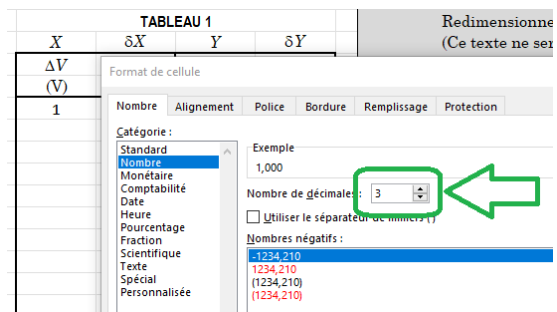 TABLEAU 1
X δX Y δY
ΔV
(V)
1
Redimensionne
(Ce texte ne ser
Format de cellule
Nombre Alignement Police Bordure Remplissage Protection
Catégorie :
Standard
Nombre
Monétaire
Comptabilité
Date
Heure
Pourcentage
Fraction
Scientifique
Texte
Spécial
Personnalisée
Exemple
1,000
Nombre de décimales : 3
Utiliser le séparateur de milliers ( )
Nombres négatifs :
-1234,210
1234,210
(1234,210)
(1234,210)